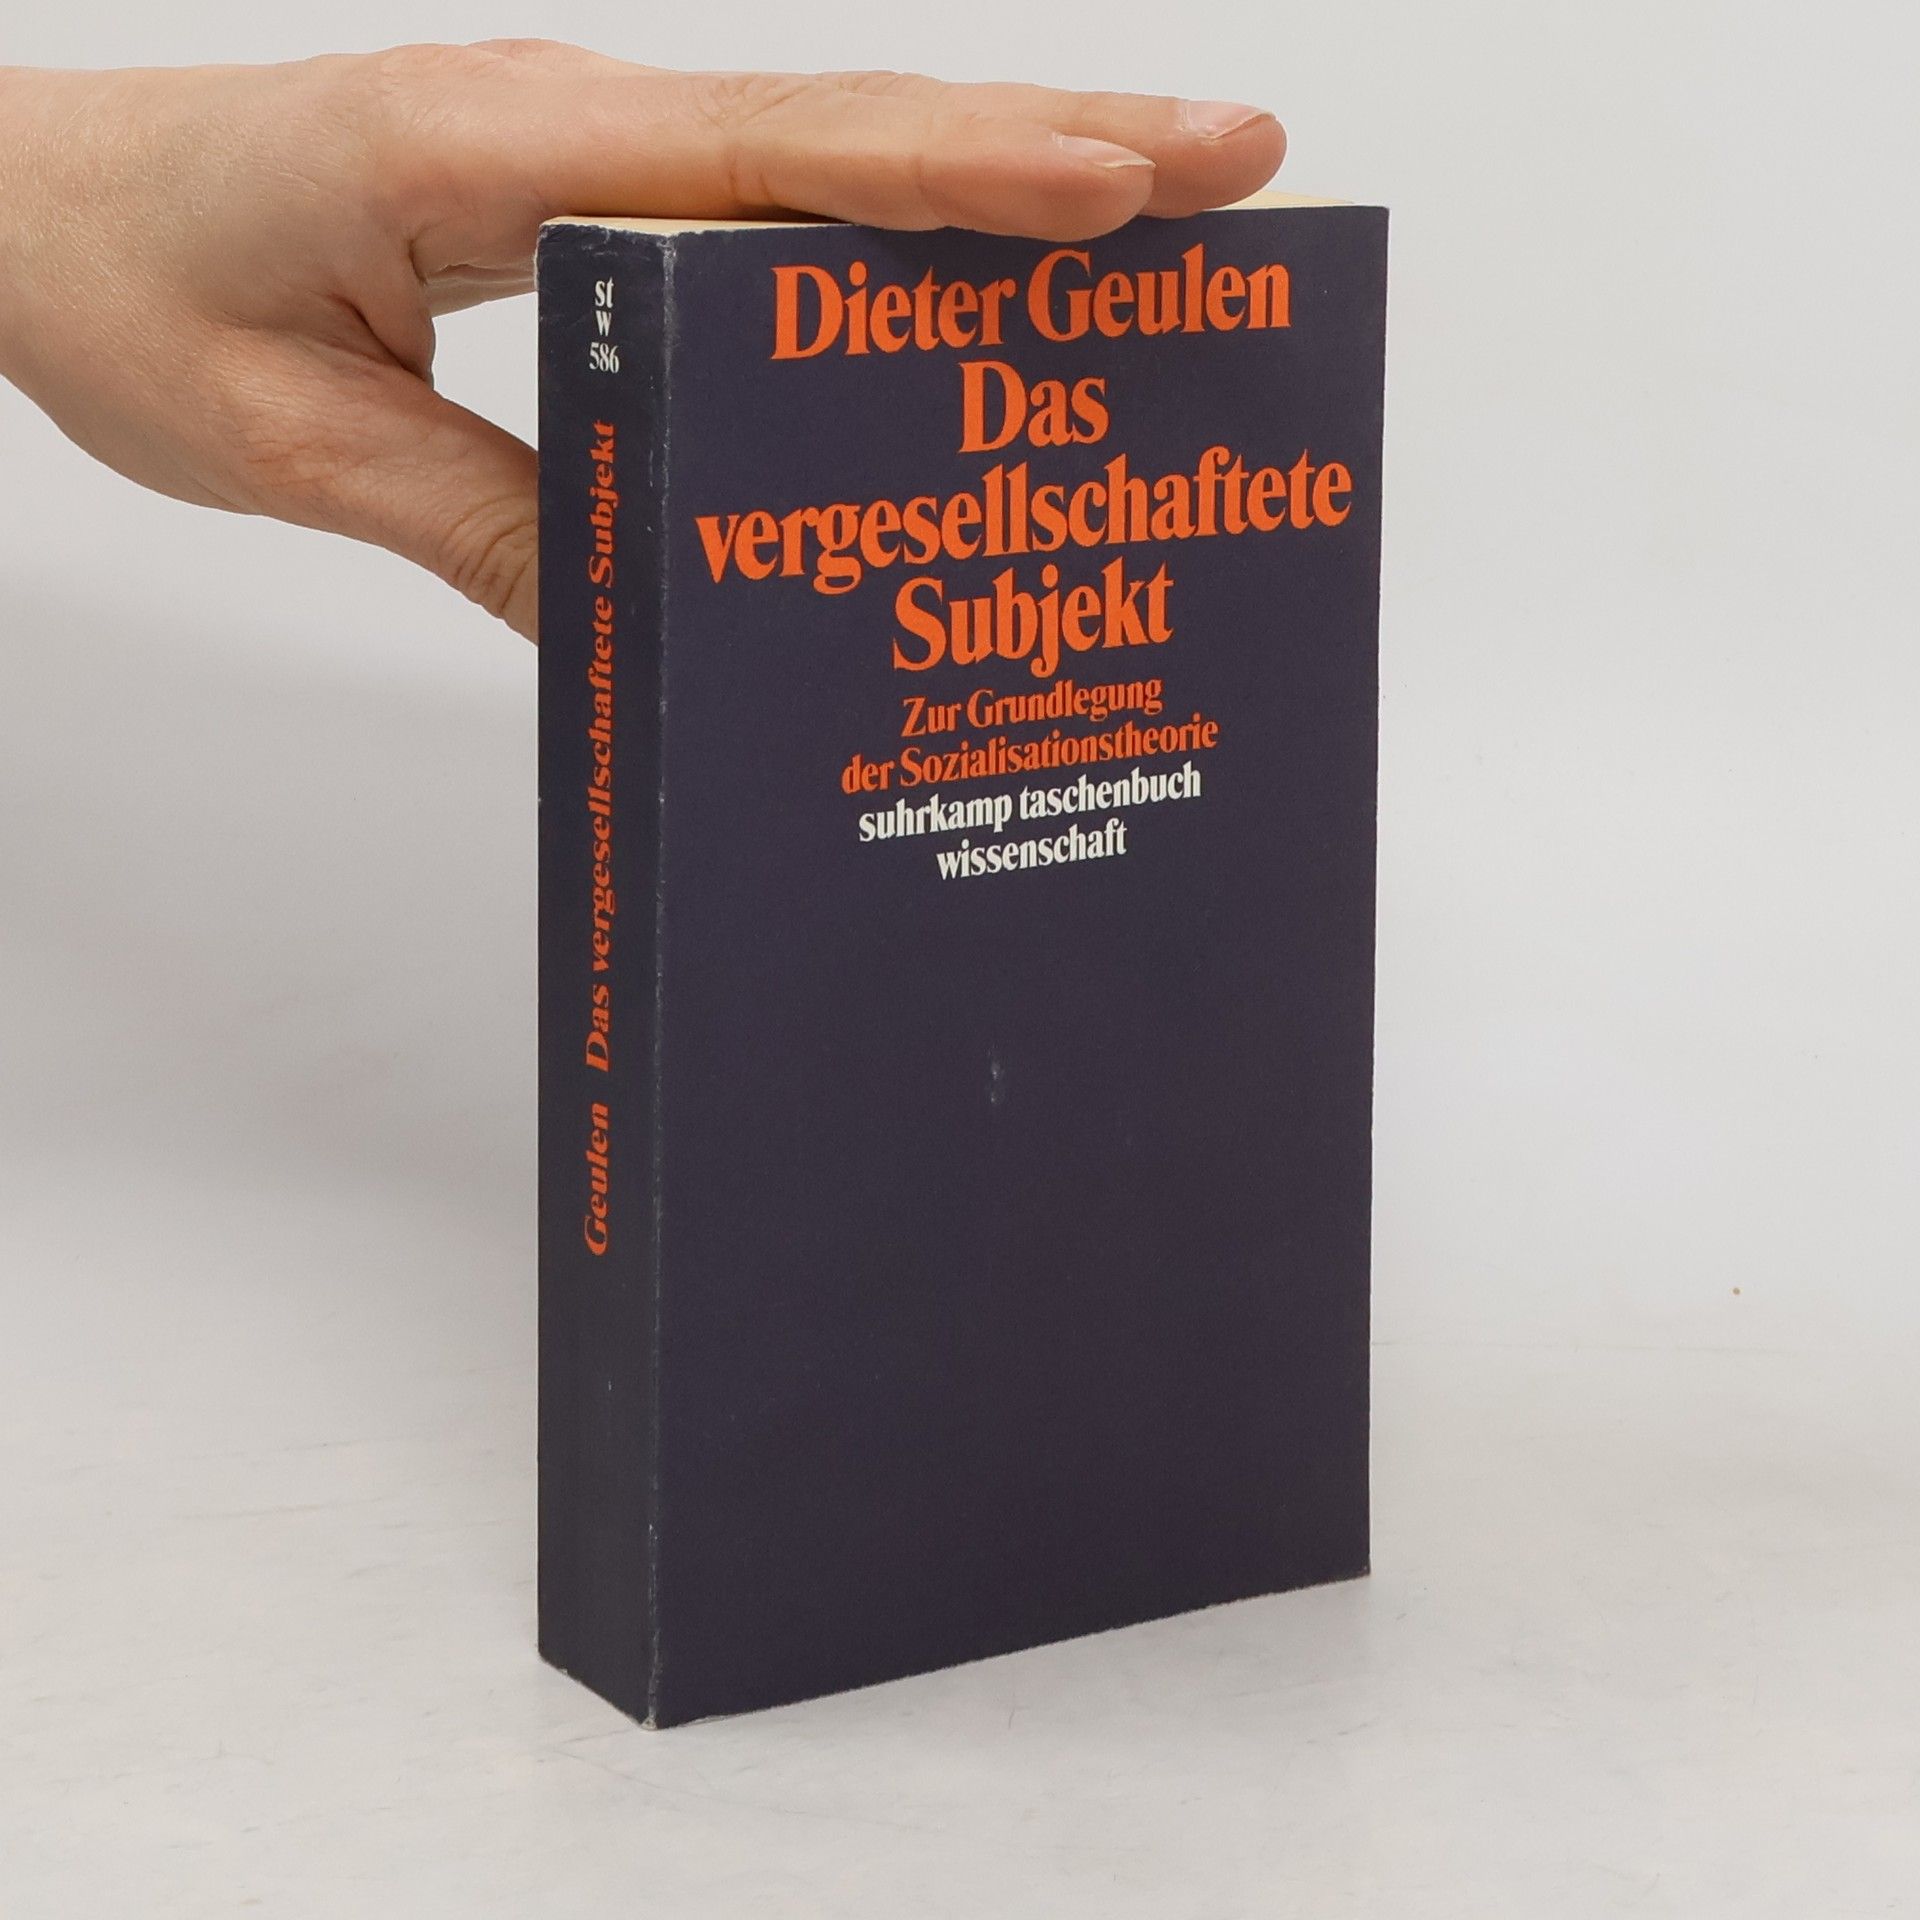 st
w
586
Geulen Das vergesellschaftete Subjekt
Dieter Geulen
Das
vergesellschaftete
Subjekt
Zur Grundlegung
der Sozialisationstheorie
suhrkamp taschenbuch
wissenschaft